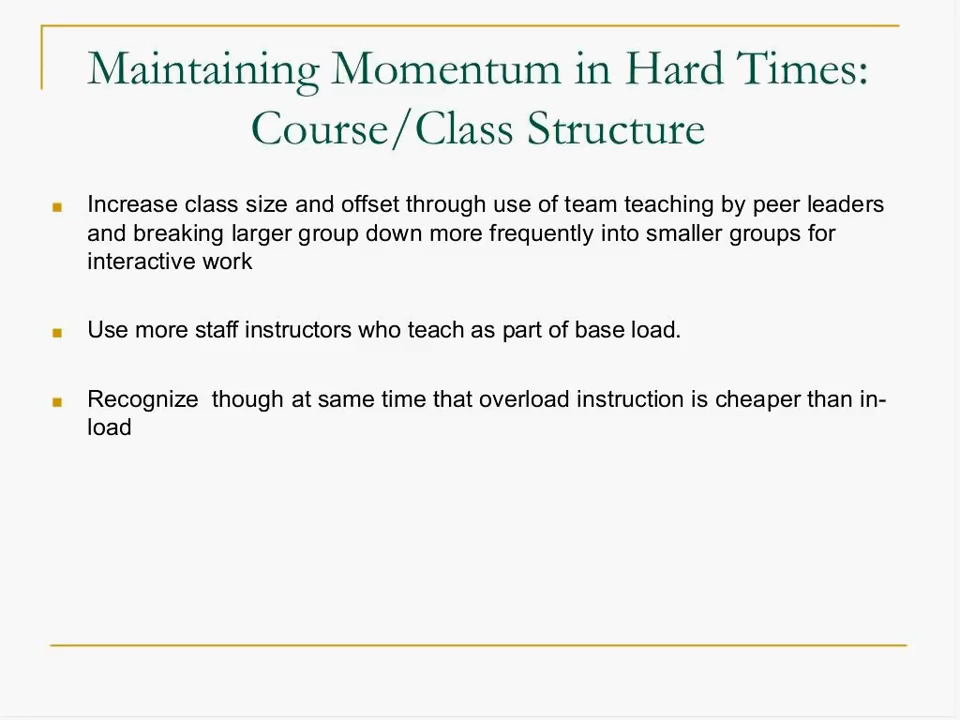 Maintaining Momentum in Hard Times:
Course/Class Structure
Increase class size and offset through use of team teaching by peer leaders
and breaking larger group down more frequently into smaller groups for
interactive work
Use more staff instructors who teach as part of base load.
Recognize  though at same time that overload instruction is cheaper than in-
load